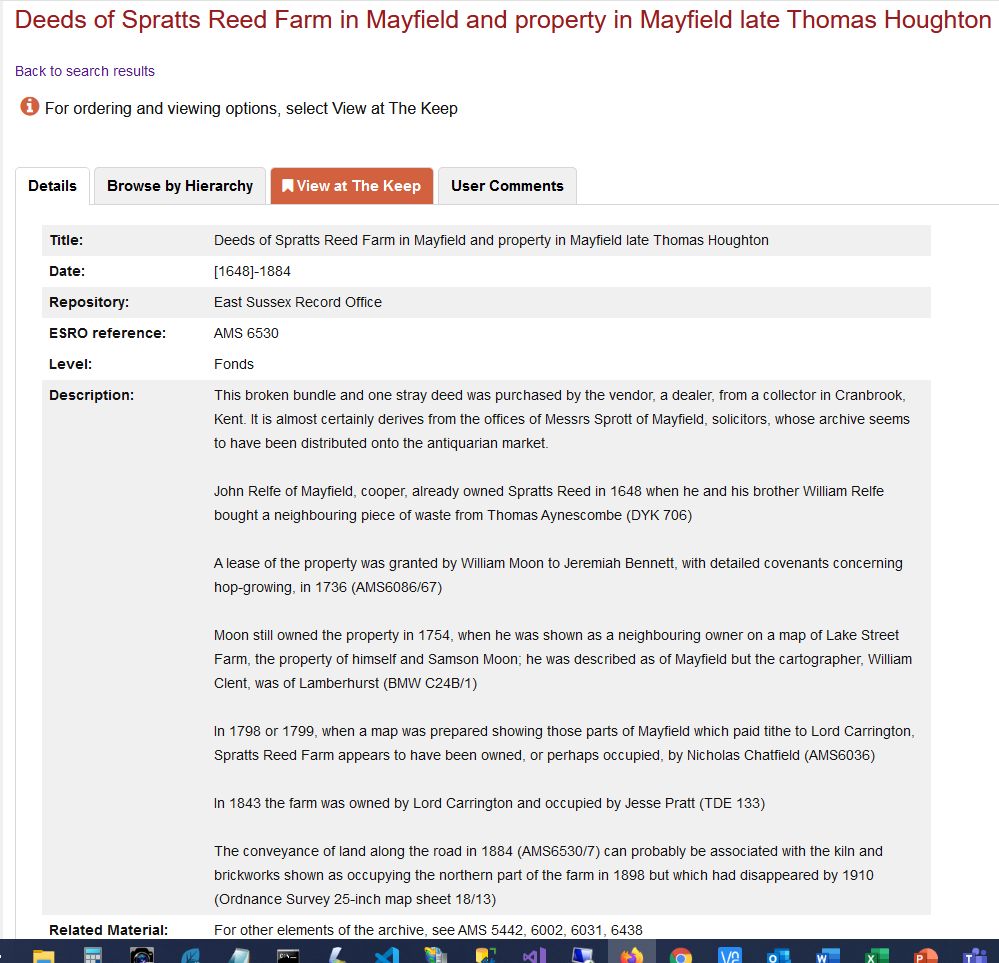 Deeds of Spratts Reed Farm in Mayfield and property in Mayfield late Thomas Houghton
Back to search results
For ordering and viewing options, select View at The Keep
Details Browse by Hierarchy View at The Keep User Comments
Title: Deeds of Spratts Reed Farm in Mayfield and property in Mayfield late Thomas Houghton
Date: [1648]-1884
Repository: East Sussex Record Office
ESRO reference: AMS 6530
Level: Fonds
Description: This broken bundle and one stray deed was purchased by the vendor, a dealer, from a collector in Cranbrook,
Kent. It is almost certainly derives from the offices of Messrs Sprott of Mayfield, solicitors, whose archive seems
to have been distributed onto the antiquarian market.
John Relfe of Mayfield, cooper, already owned Spratts Reed in 1648 when he and his brother William Relfe
bought a neighbouring piece of waste from Thomas Aynescombe (DYK 706)
A lease of the property was granted by William Moon to Jeremiah Bennett, with detailed covenants concerning
hop-growing, in 1736 (AMS6086/67)
Moon still owned the property in 1754, when he was shown as a neighbouring owner on a map of Lake Street
Farm, the property of himself and Samson Moon; he was described as of Mayfield but the cartographer, William
Clent, was of Lamberhurst (BMW C24B/1)
In 1798 or 1799, when a map was prepared showing those parts of Mayfield which paid tithe to Lord Carrington,
Spratts Reed Farm appears to have been owned, or perhaps occupied, by Nicholas Chatfield (AMS6036)
In 1843 the farm was owned by Lord Carrington and occupied by Jesse Pratt (TDE 133)
The conveyance of land along the road in 1884 (AMS6530/7) can probably be associated with the kiln and
brickworks shown as occupying the northern part of the farm in 1898 but which had disappeared by 1910
(Ordnance Survey 25-inch map sheet 18/13)
Related Material: For other elements of the archive, see AMS 5442, 6002, 6031, 6438